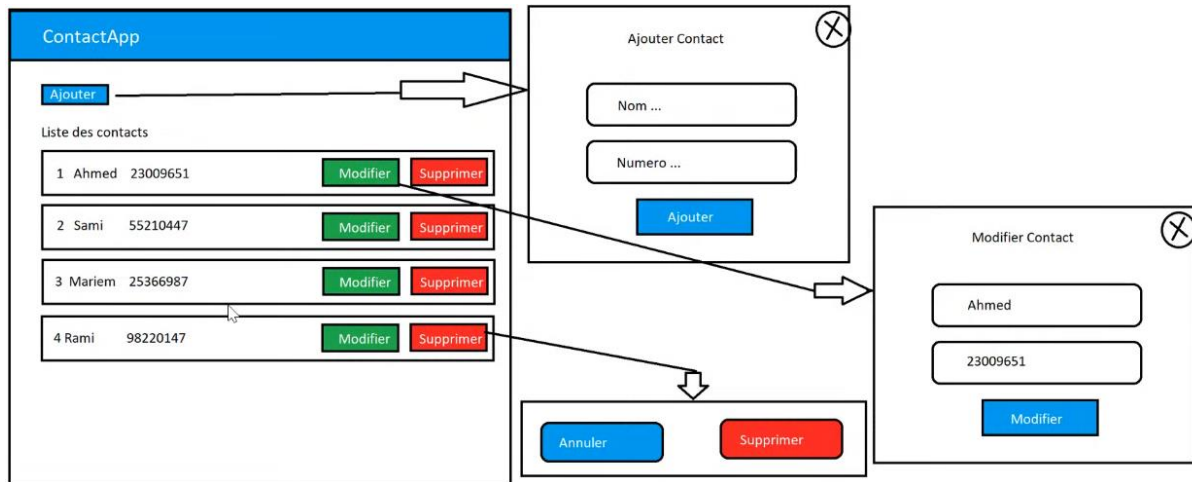 ContactApp
Ajouter
Liste des contacts
1 Ahmed 23009651 Modifier Supprimer
2 Sami 55210447 Modifier Supprimer
3 Mariem 25366987 Modifier Supprimer
4 Rami 98220147 Modifier Supprimer
Ajouter Contact
X
Nom ...
Numero ...
Ajouter
Modifier Contact
X
Ahmed
23009651
Modifier
Annuler Supprimer